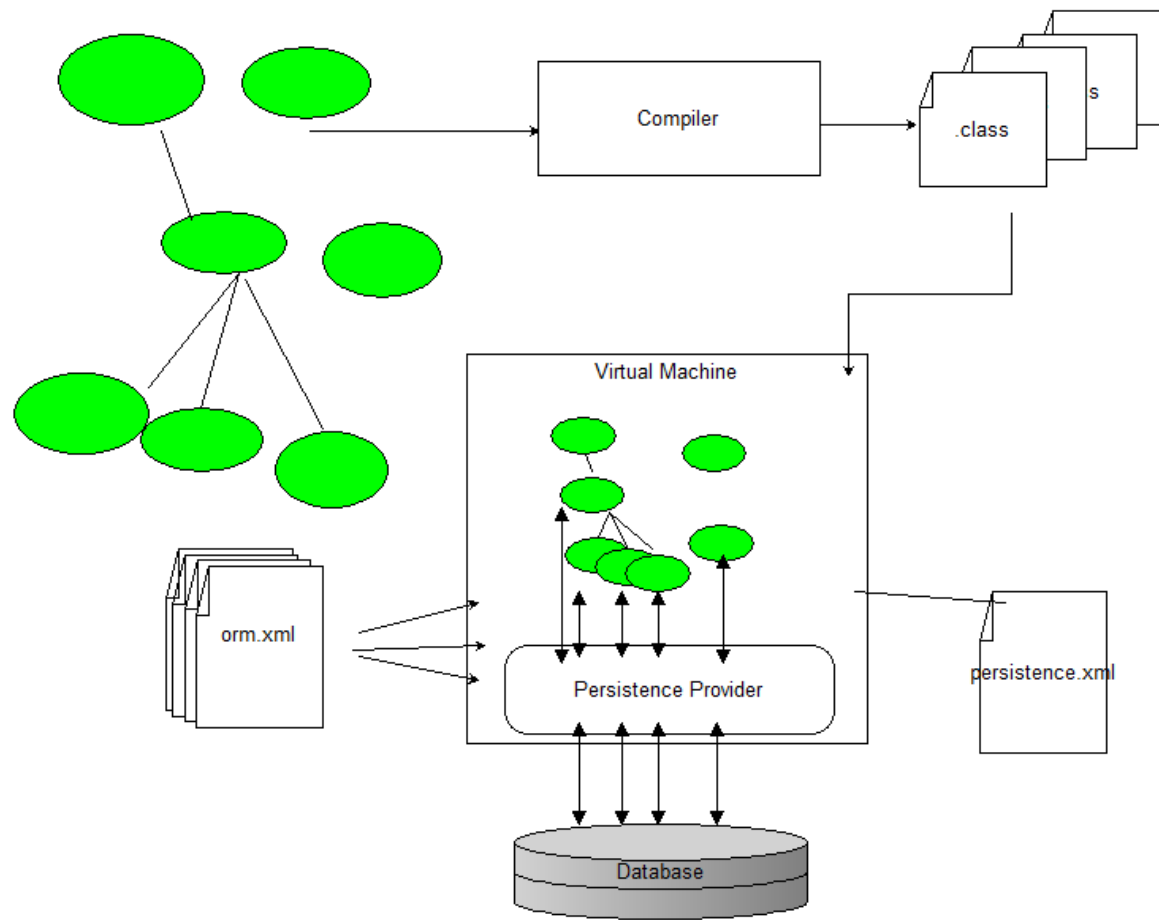 Compiler
.class
s
Virtual Machine
orm.xml
Persistence Provider
persistence.xml
Database